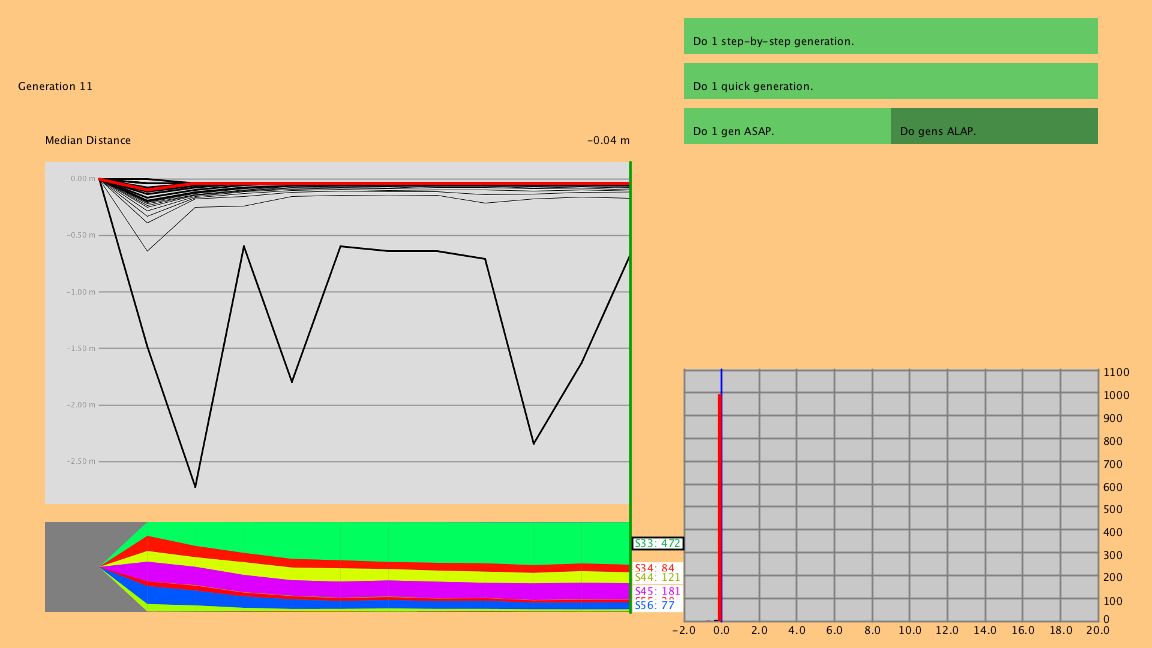 Do 1 step-by-step generation.
Generation 11
Do 1 quick generation.
Do 1 gen ASAP.
Do gens ALAP.
Median Distance
-0.04 m
0.00 m
-0.50 m
-1.00 m
-1.50 m
-2.00 m
-2.50 m
S33: 472
S34: 84
S44: 121
S45: 181
S56: 77
1100
1000
900
800
700
600
500
400
300
200
100
0
-2.0 0.0 2.0 4.0 6.0 8.0 10.0 12.0 14.0 16.0 18.0 20.0